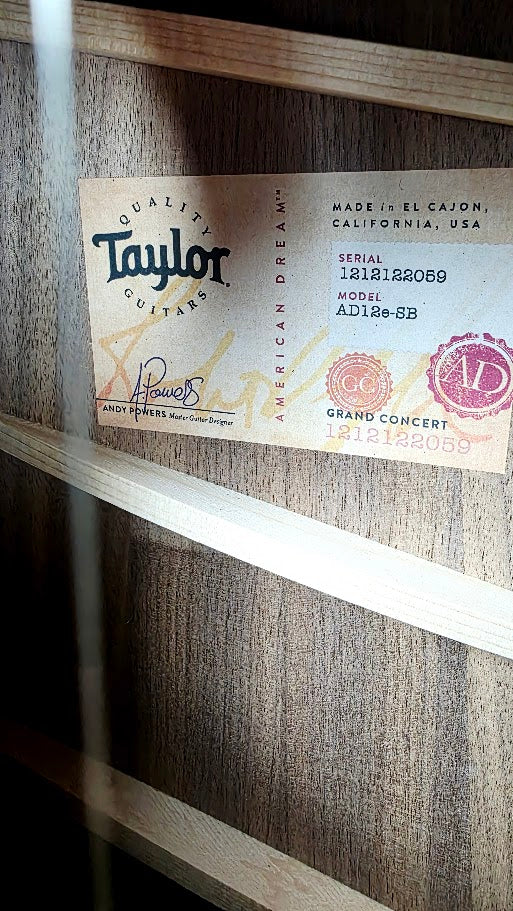 QUALITY
Taylor
GUITARS
A.Powers
ANDY POWERS Master Guitar Designer
AMERICAN DREAM™
MADE in EL CAJON,
CALIFORNIA, USA
SERIAL
1212122059
MODEL
AD12e-SB
GC
AD
GRAND CONCERT
1212122059